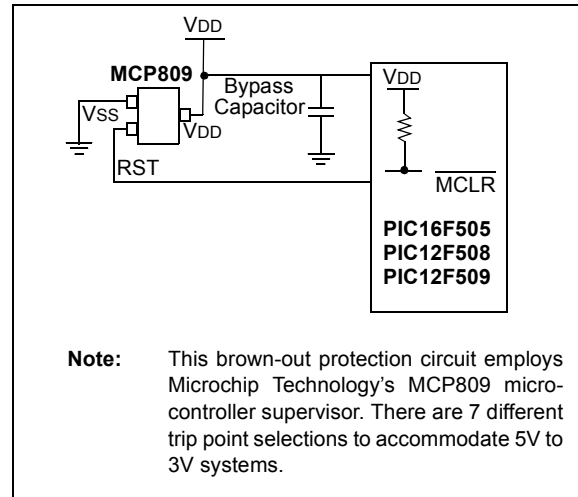 VDD
MCP809
Bypass
Capacitor
VDD
VSS
VDD
RST
MCLR
PIC16F505
PIC12F508
PIC12F509
Note: This brown-out protection circuit employs
Microchip Technology's MCP809 micro-
controller supervisor. There are 7 different
trip point selections to accommodate 5V to
3V systems.